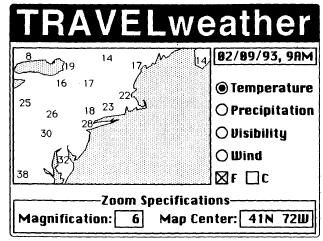 TRAVELweather
02/09/93, 9AM
8
14
14
19
17
16
17
22
25
18
23
26
28
30
32
38
Temperature
Precipitation
Visibility
Wind
F
C
Zoom Specifications
Magnification: 6
Map Center: 41N 72W